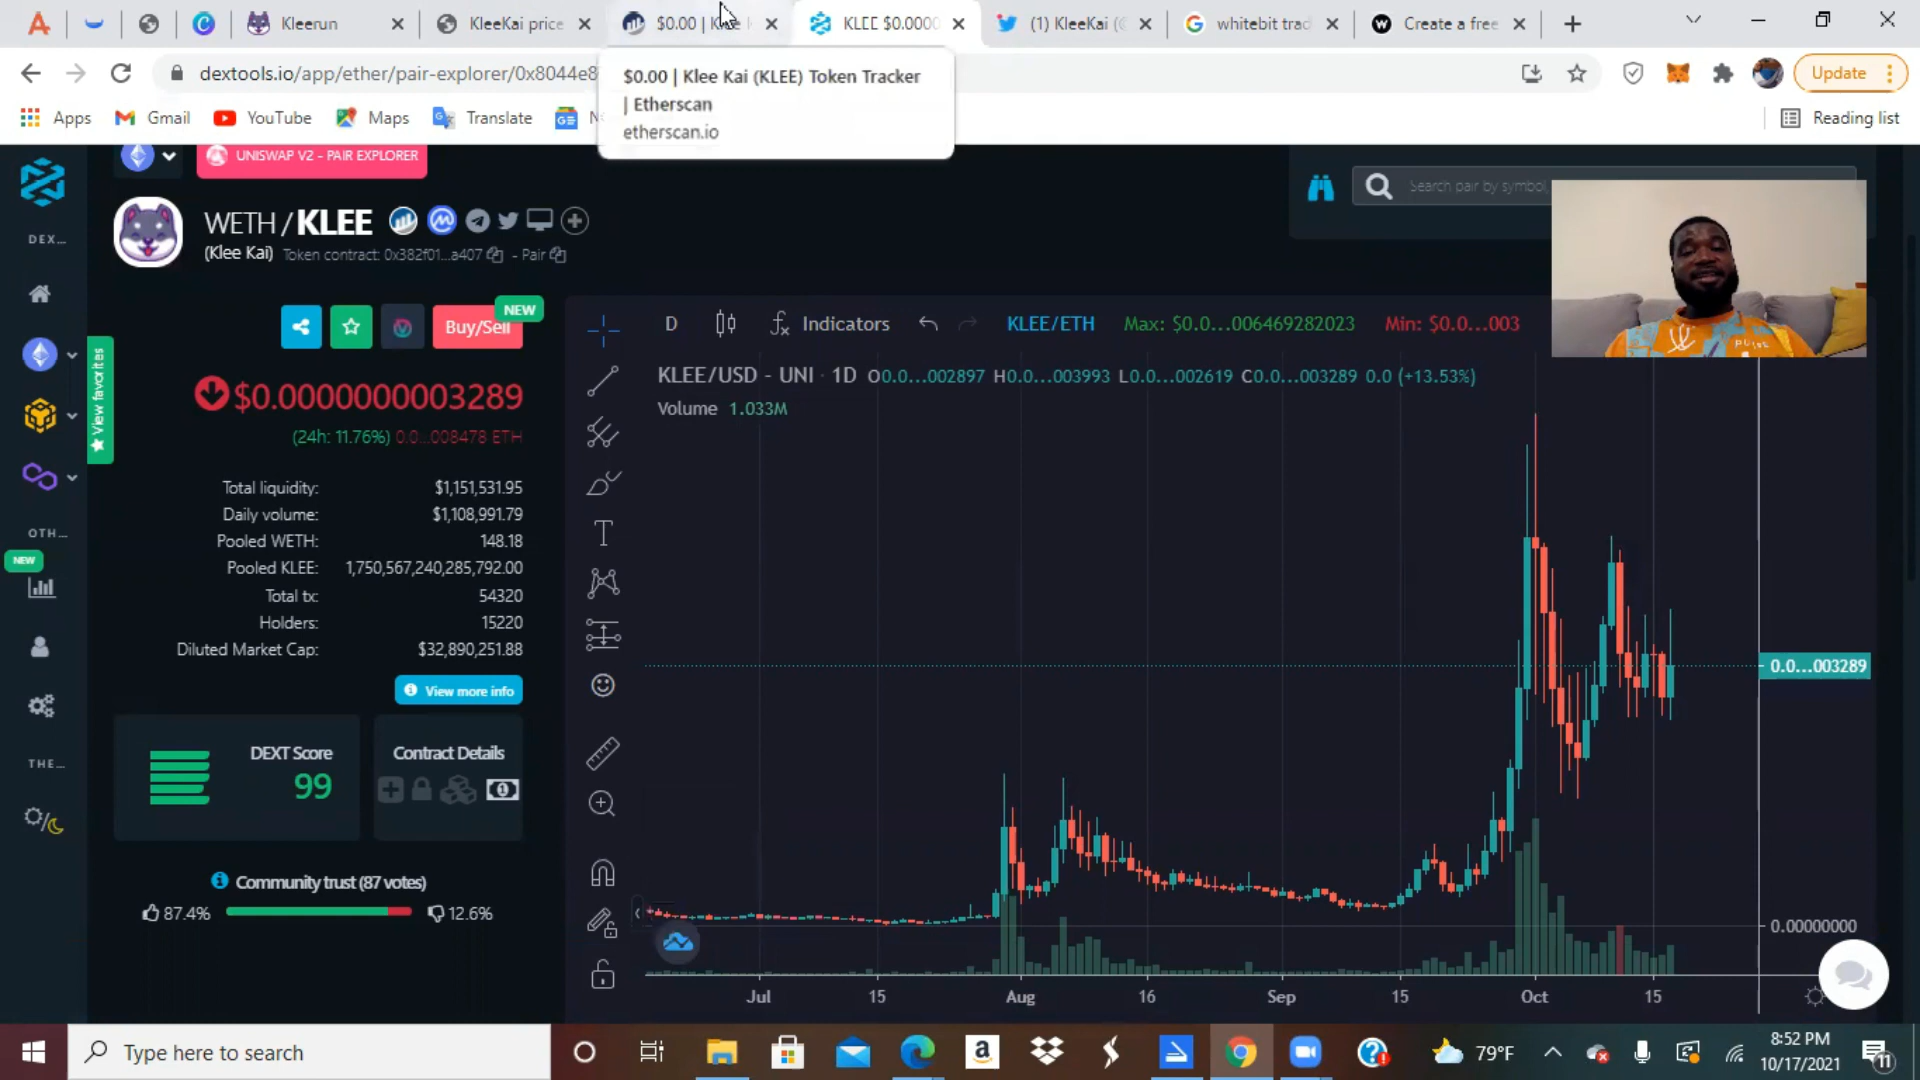 Kleerun
KleeKai price
$0.00 | Klee
KLEE $0.0000
(1) KleeKai (
whitebit trad
Create a free
dextools.io/app/ether/pair-explorer/0x8044e8
Update
Apps
Gmail
YouTube
Maps
Translate
Reading list
$0.00 | Klee Kai (KLEE) Token Tracker
| Etherscan
etherscan.io
UNISWAP V2 - PAIR EXPLORER
Search pair by symbol,
WETH / KLEE
(Klee Kai) Token contract: 0x382f01...a407 - Pair
DEX...
NEW
Buy/Sell
View favorites
$0.0000000003289
(24h: 11.76%) 0.0...008478 ETH
Total liquidity: $1,151,531.95
Daily volume: $1,108,991.79
Pooled WETH: 148.18
Pooled KLEE: 1,750,567,240,285,792.00
Total tx: 54320
Holders: 15220
Diluted Market Cap: $32,890,251.88
View more info
OTH...
NEW
DEXT Score
99
Contract Details
THE...
Community trust (87 votes)
87.4%
12.6%
D
Indicators
KLEE/ETH
Max: $0.0...006469282023
Min: $0.0...003
KLEE/USD - UNI · 1D O0.0...002897 H0.0...003993 L0.0...002619 C0.0...003289 0.0 (+13.53%)
Volume 1.033M
0.0...003289
0.00000000
Jul
15
Aug
16
Sep
15
Oct
15
Type here to search
79°F
8:52 PM
10/17/2021
11